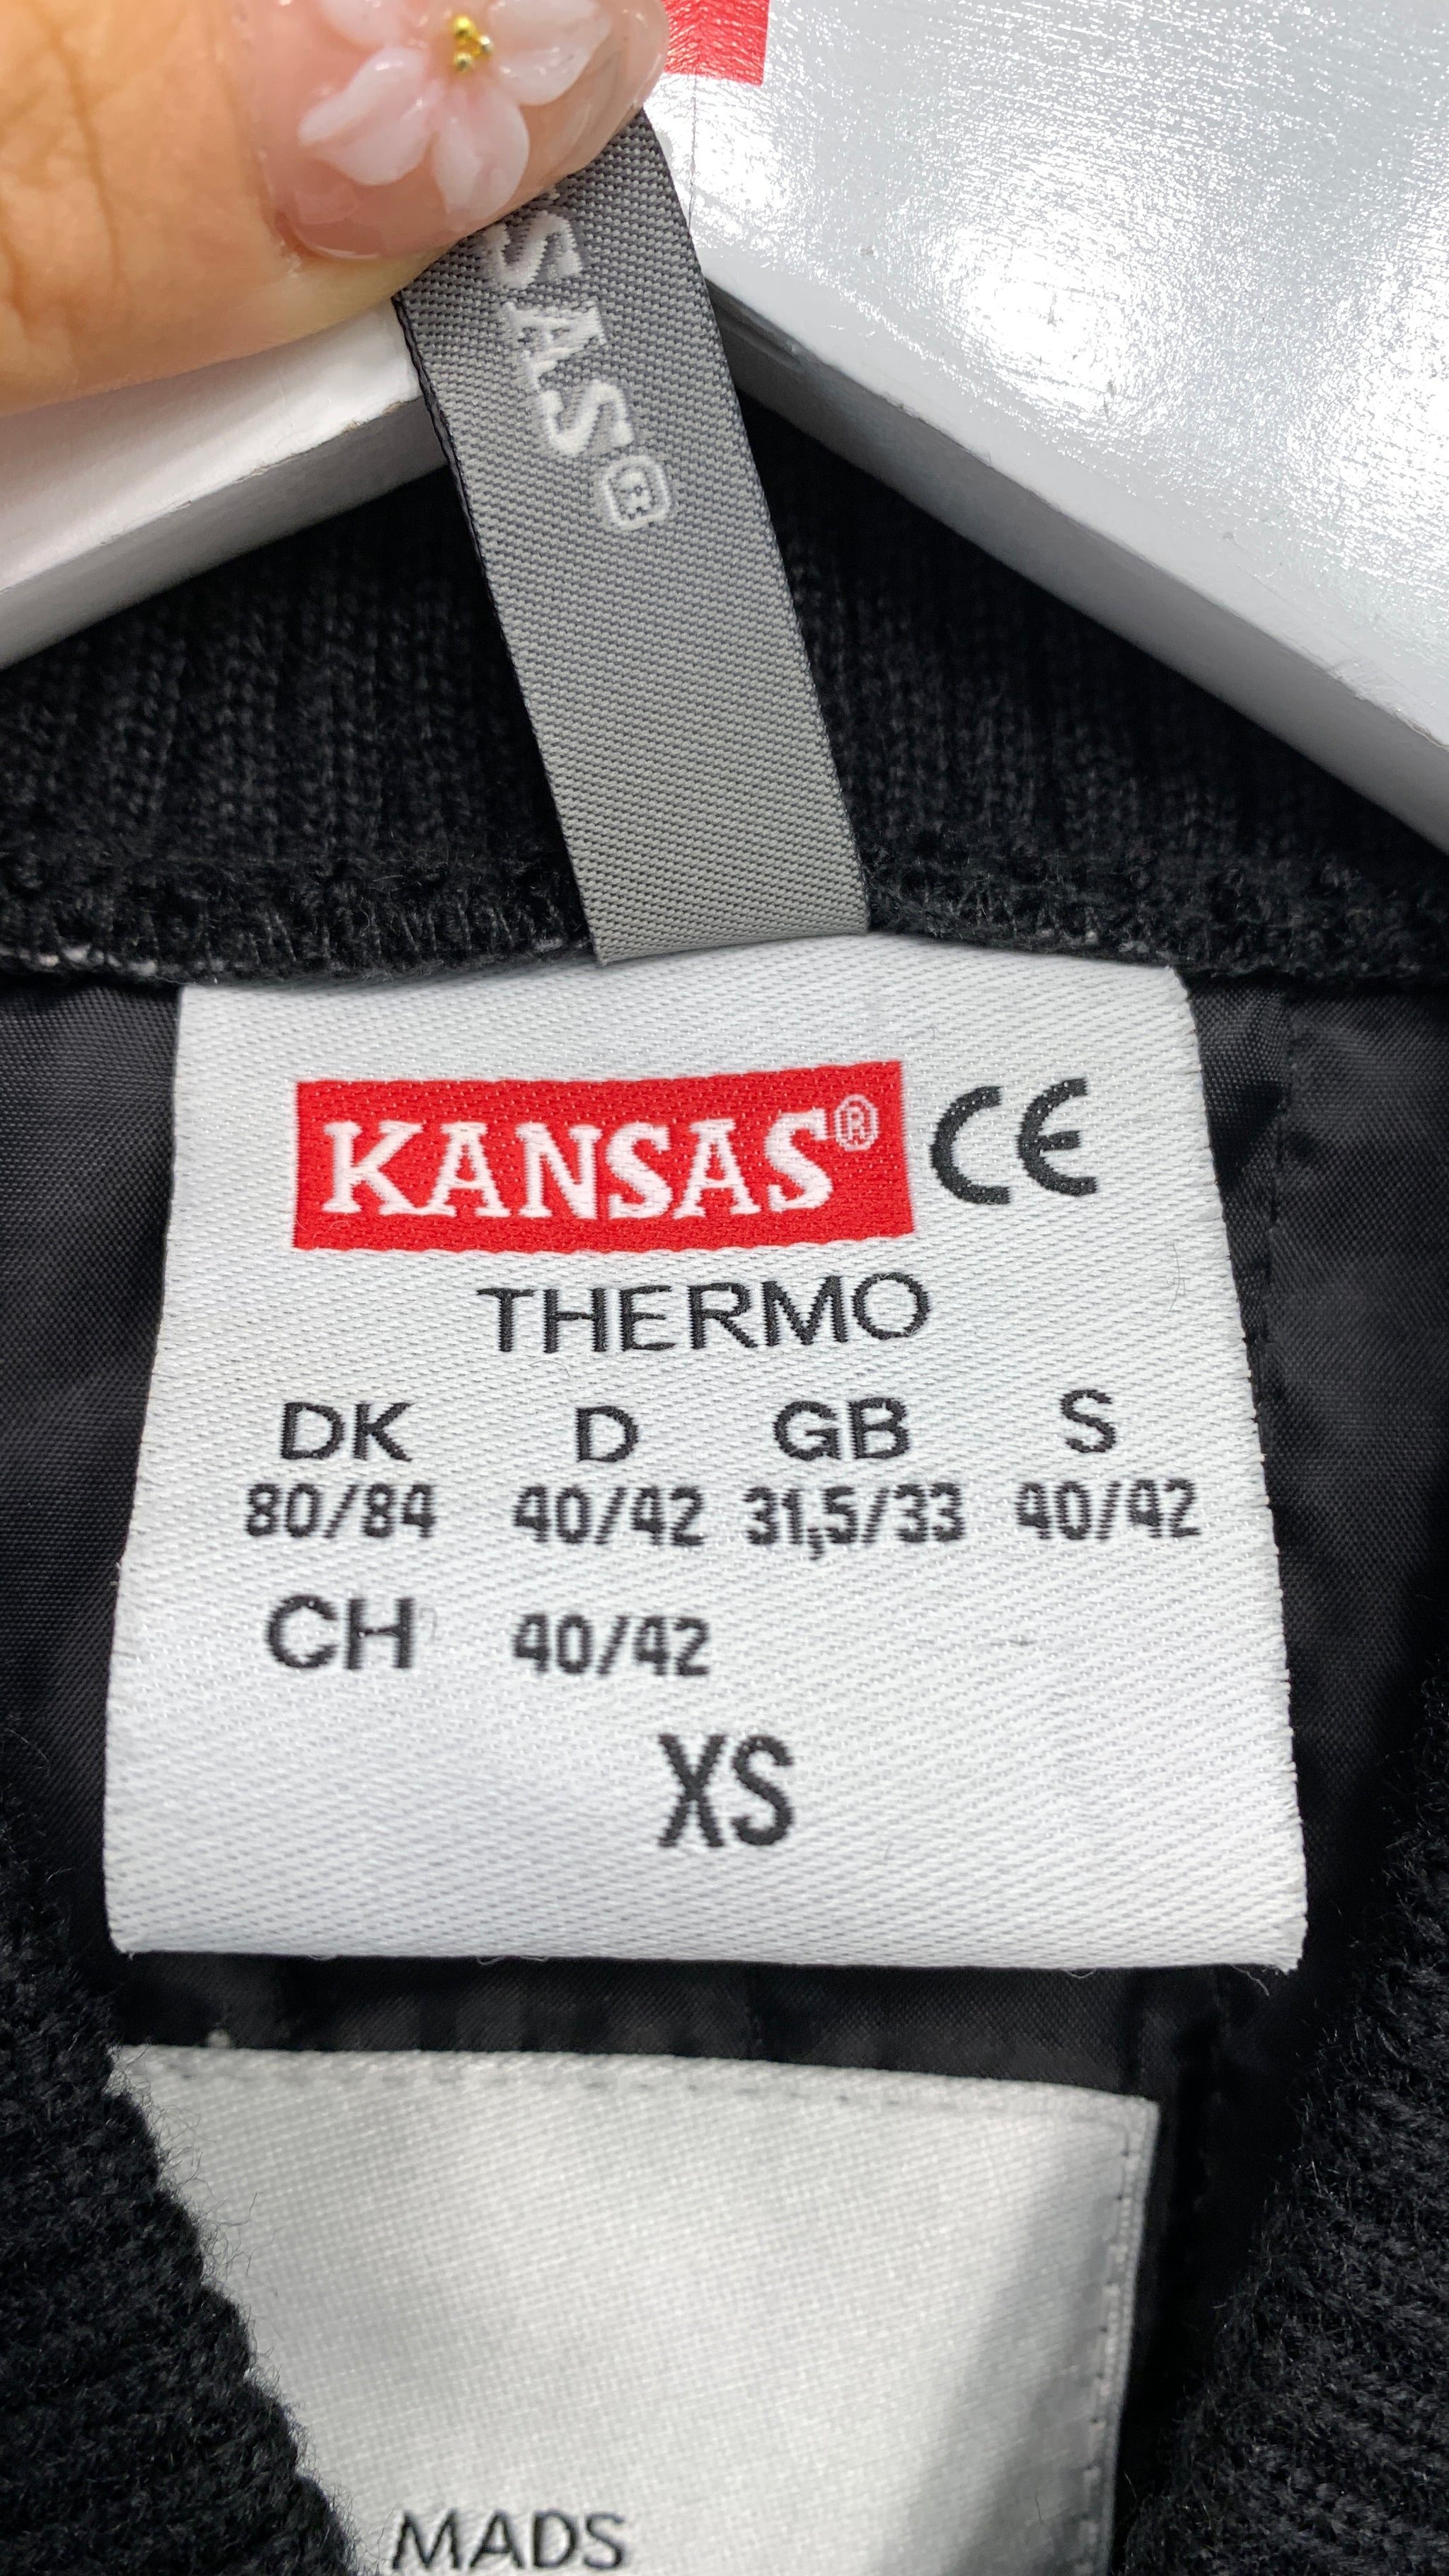 SAS®
KANSAS® CE
THERMO
DK D GB S
80/84 40/42 31,5/33 40/42
CH 40/42
XS
MADS